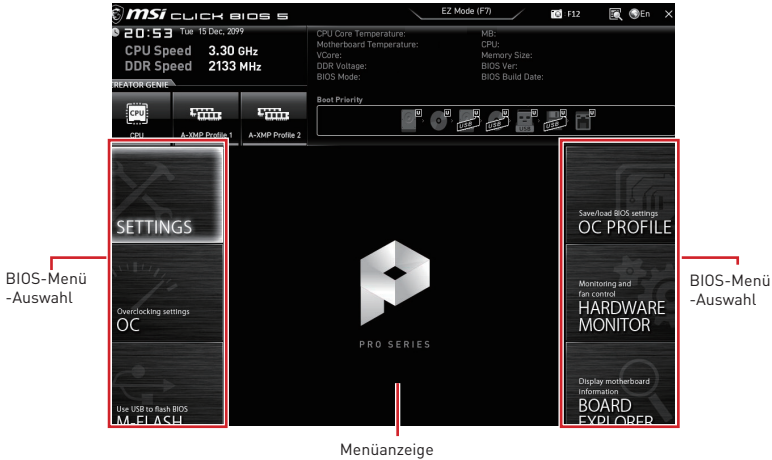 msi CLICK BIOS 5
EZ Mode (F7)
F12
En
20:53 Tue 15 Dec, 2099
CPU Speed 3.30 GHz
DDR Speed 2133 MHz
CREATOR GENIE
CPU
A-XMP Profile 1
A-XMP Profile 2
CPU Core Temperature:
Motherboard Temperature:
VCore:
DDR Voltage:
BIOS Mode:
MB:
CPU:
Memory Size:
BIOS Ver:
BIOS Build Date:
Boot Priority
U U U U U U U
USB USB USB USB
SETTINGS
Overclocking settings
OC
Use USB to flash BIOS
M-FLASH
PRO SERIES
Save/load BIOS settings
OC PROFILE
Monitoring and
fan control
HARDWARE
MONITOR
Display motherboard
information
BOARD
EXPLORER
BIOS-Menü
-Auswahl
BIOS-Menü
-Auswahl
Menüanzeige